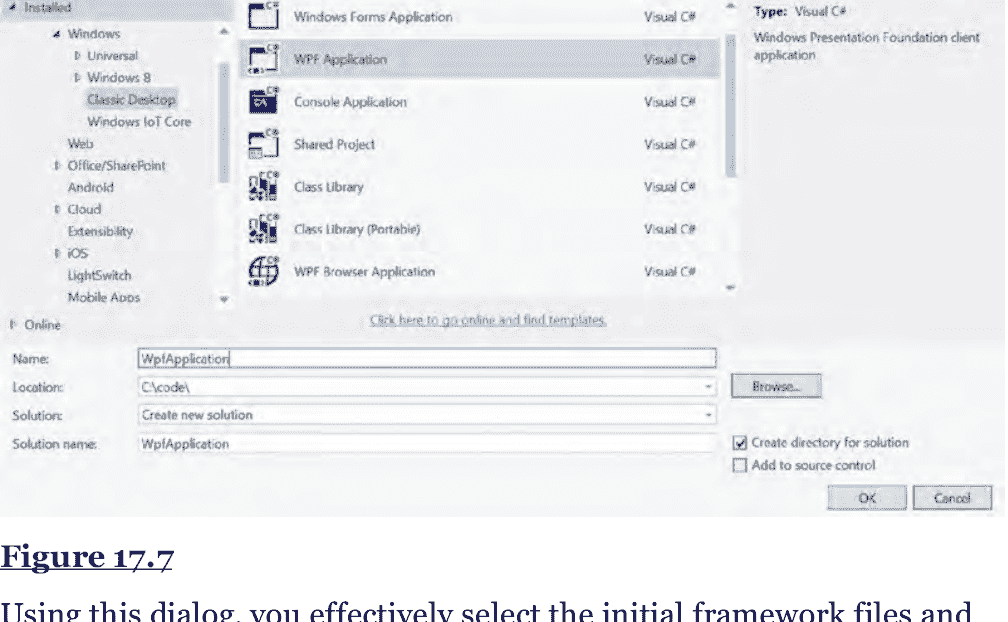 Installed
Windows
Universal
Windows 8
Classic Desktop
Windows IoT Core
Web
Office/SharePoint
Android
Cloud
Extensibility
iOS
LightSwitch
Mobile Apps
Online
Windows Forms Application Visual C#
WPF Application Visual C#
Console Application Visual C#
Shared Project Visual C#
Class Library Visual C#
Class Library (Portable) Visual C#
WPF Browser Application Visual C#
Click here to go online and find templates.
Type: Visual C#
Windows Presentation Foundation client
application
Name: WpfApplication
Location: C:\code\
Browse...
Solution: Create new solution
Solution name: WpfApplication
Create directory for solution
Add to source control
OK Cancel
Figure 17.7
Using this dialog, you effectively select the initial framework files and